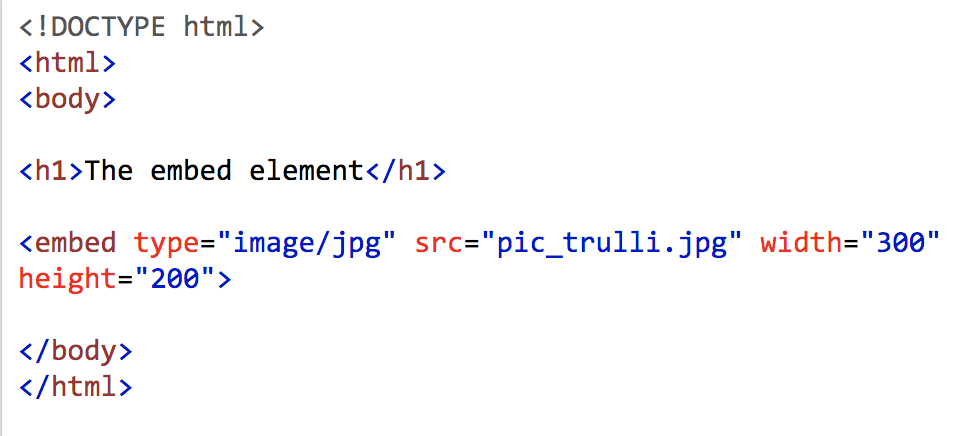 <!DOCTYPE html>
<html>
<body>
<h1>The embed element</h1>
<embed type="image/jpg" src="pic_trulli.jpg" width="300"
height="200">
</body>
</html>